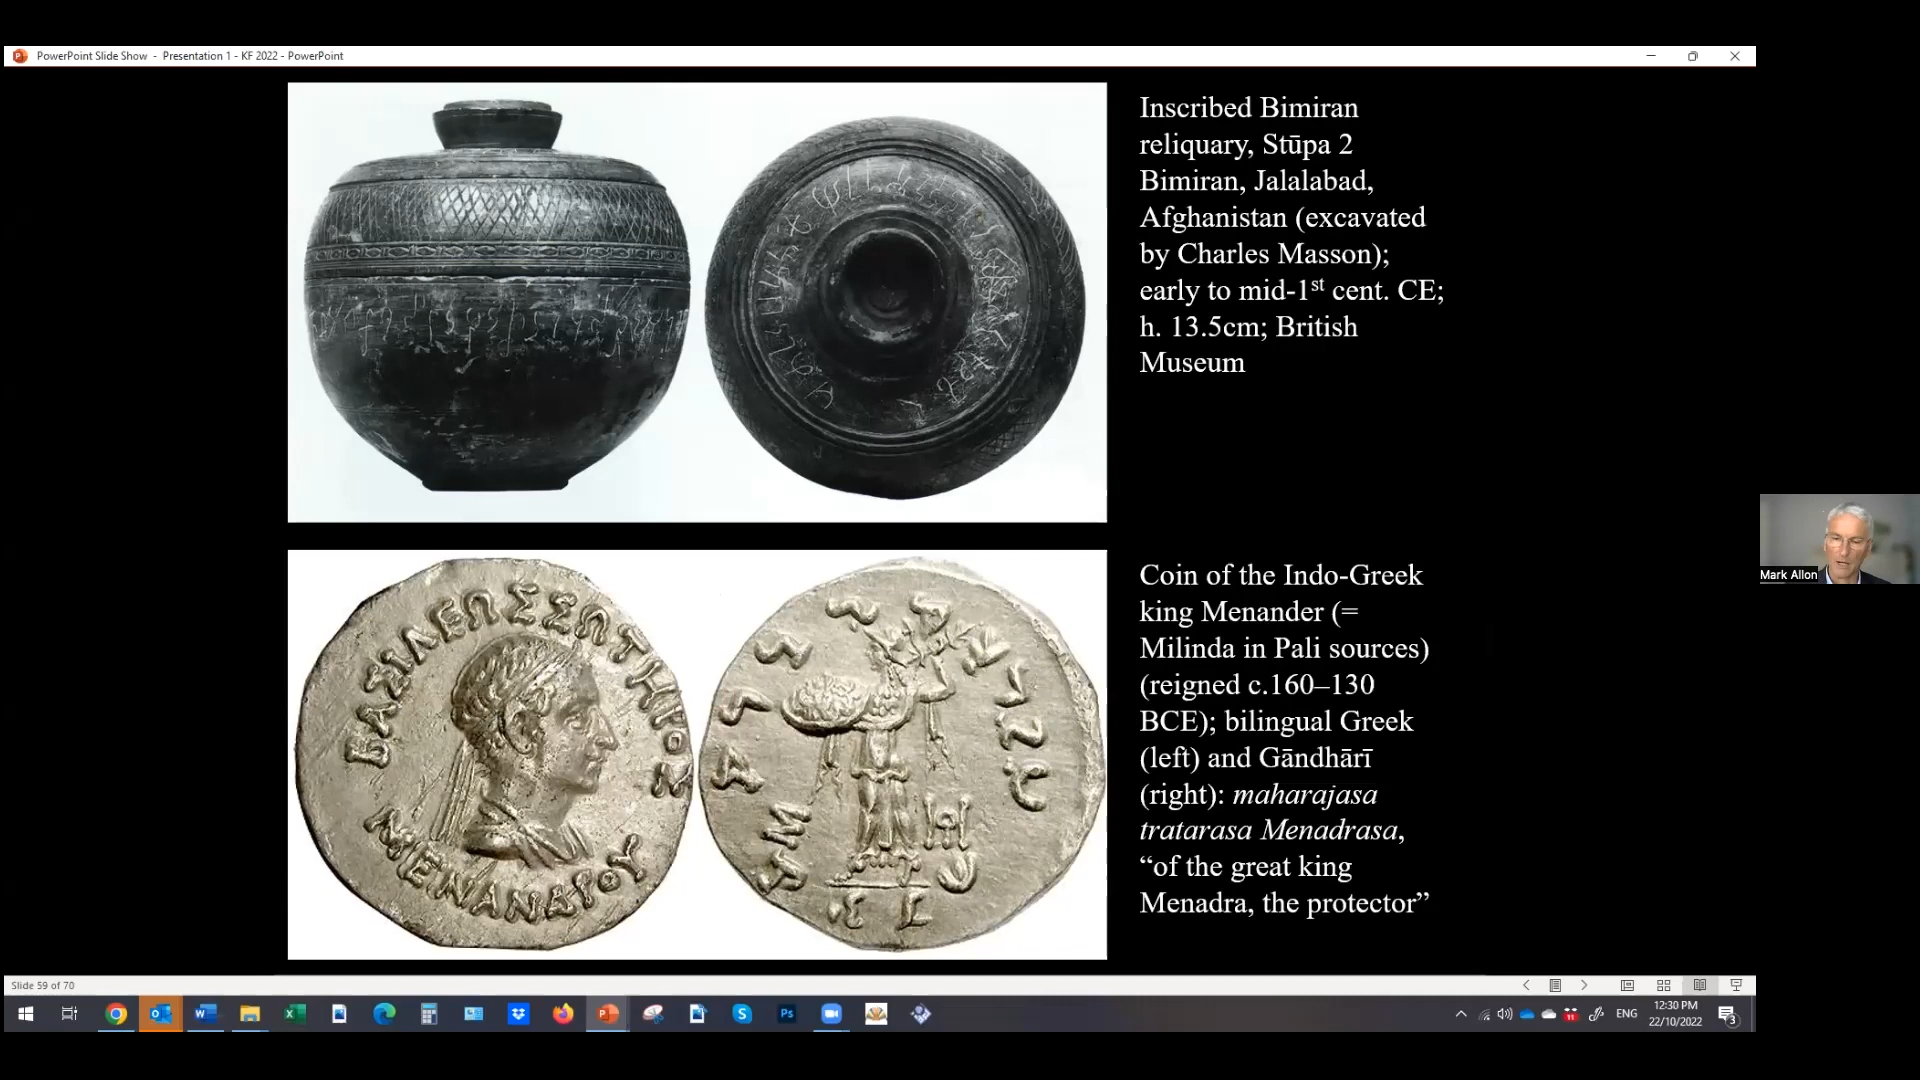 PowerPoint Slide Show - Presentation 1 - KF 2022 - PowerPoint
Inscribed Bimiran
reliquary, Stūpa 2
Bimiran, Jalalabad,
Afghanistan (excavated
by Charles Masson);
early to mid-1st cent. CE;
h. 13.5cm; British
Museum
ΒΑΣΙΛΕΩΣ ΣΩΤΗΡΟΣ
ΜΕΝΑΝΔΡΟΥ
Coin of the Indo-Greek
king Menander (=
Milinda in Pali sources)
(reigned c.160–130
BCE); bilingual Greek
(left) and Gāndhārī
(right): maharajasa
tratarasa Menadrasa,
“of the great king
Menadra, the protector”
Mark Allon
Slide 59 of 70
ENG
12:30 PM
22/10/2022
11
3